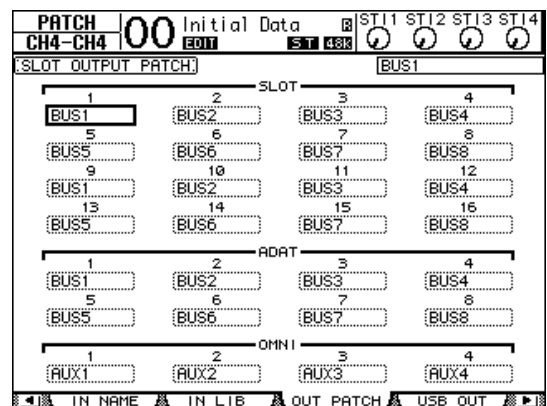 PATCH 00 Initial Data R ST11 ST12 ST13 ST14
CH4-CH4 EDIT ST 48k
SLOT OUTPUT PATCH BUS1
SLOT
1 2 3 4
BUS1 BUS2 BUS3 BUS4
5 6 7 8
BUS5 BUS6 BUS7 BUS8
9 10 11 12
BUS1 BUS2 BUS3 BUS4
13 14 15 16
BUS5 BUS6 BUS7 BUS8
ADAT
1 2 3 4
BUS1 BUS2 BUS3 BUS4
5 6 7 8
BUS5 BUS6 BUS7 BUS8
OMNI
1 2 3 4
AUX1 AUX2 AUX3 AUX4
IN NAME IN LIB OUT PATCH USB OUT